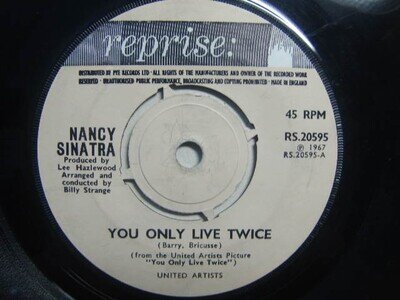 reprise:
DISTRIBUTED BY PYE RECORDS LTD · ALL RIGHTS OF THE MANUFACTURERS AND OWNER OF THE RECORDED WORK
RESERVED · UNAUTHORISED PUBLIC PERFORMANCE, BROADCASTING AND COPYING PROHIBITED · MADE IN ENGLAND
45 RPM
NANCY
SINATRA
RS.20595
Ⓟ 1967
RS.20595-A
Produced by
Lee Hazlewood
Arranged and
conducted by
Billy Strange
YOU ONLY LIVE TWICE
(Barry, Bricusse)
(from the United Artists Picture
"You Only Live Twice")
UNITED ARTISTS